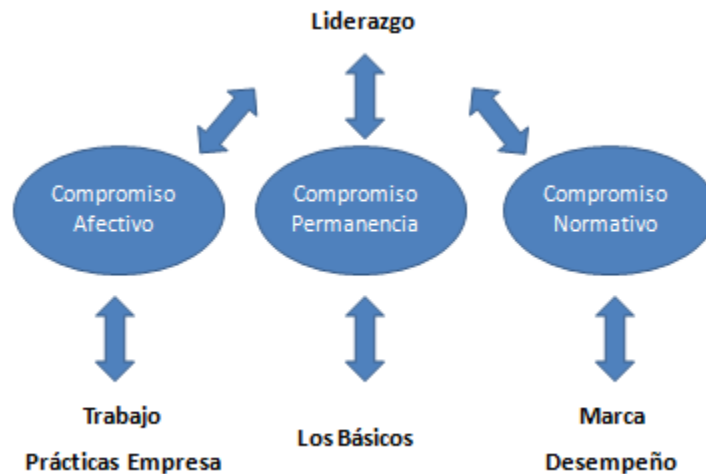 Liderazgo
Compromiso
Afectivo
Compromiso
Permanencia
Compromiso
Normativo
Trabajo
Prácticas Empresa
Los Básicos
Marca
Desempeño